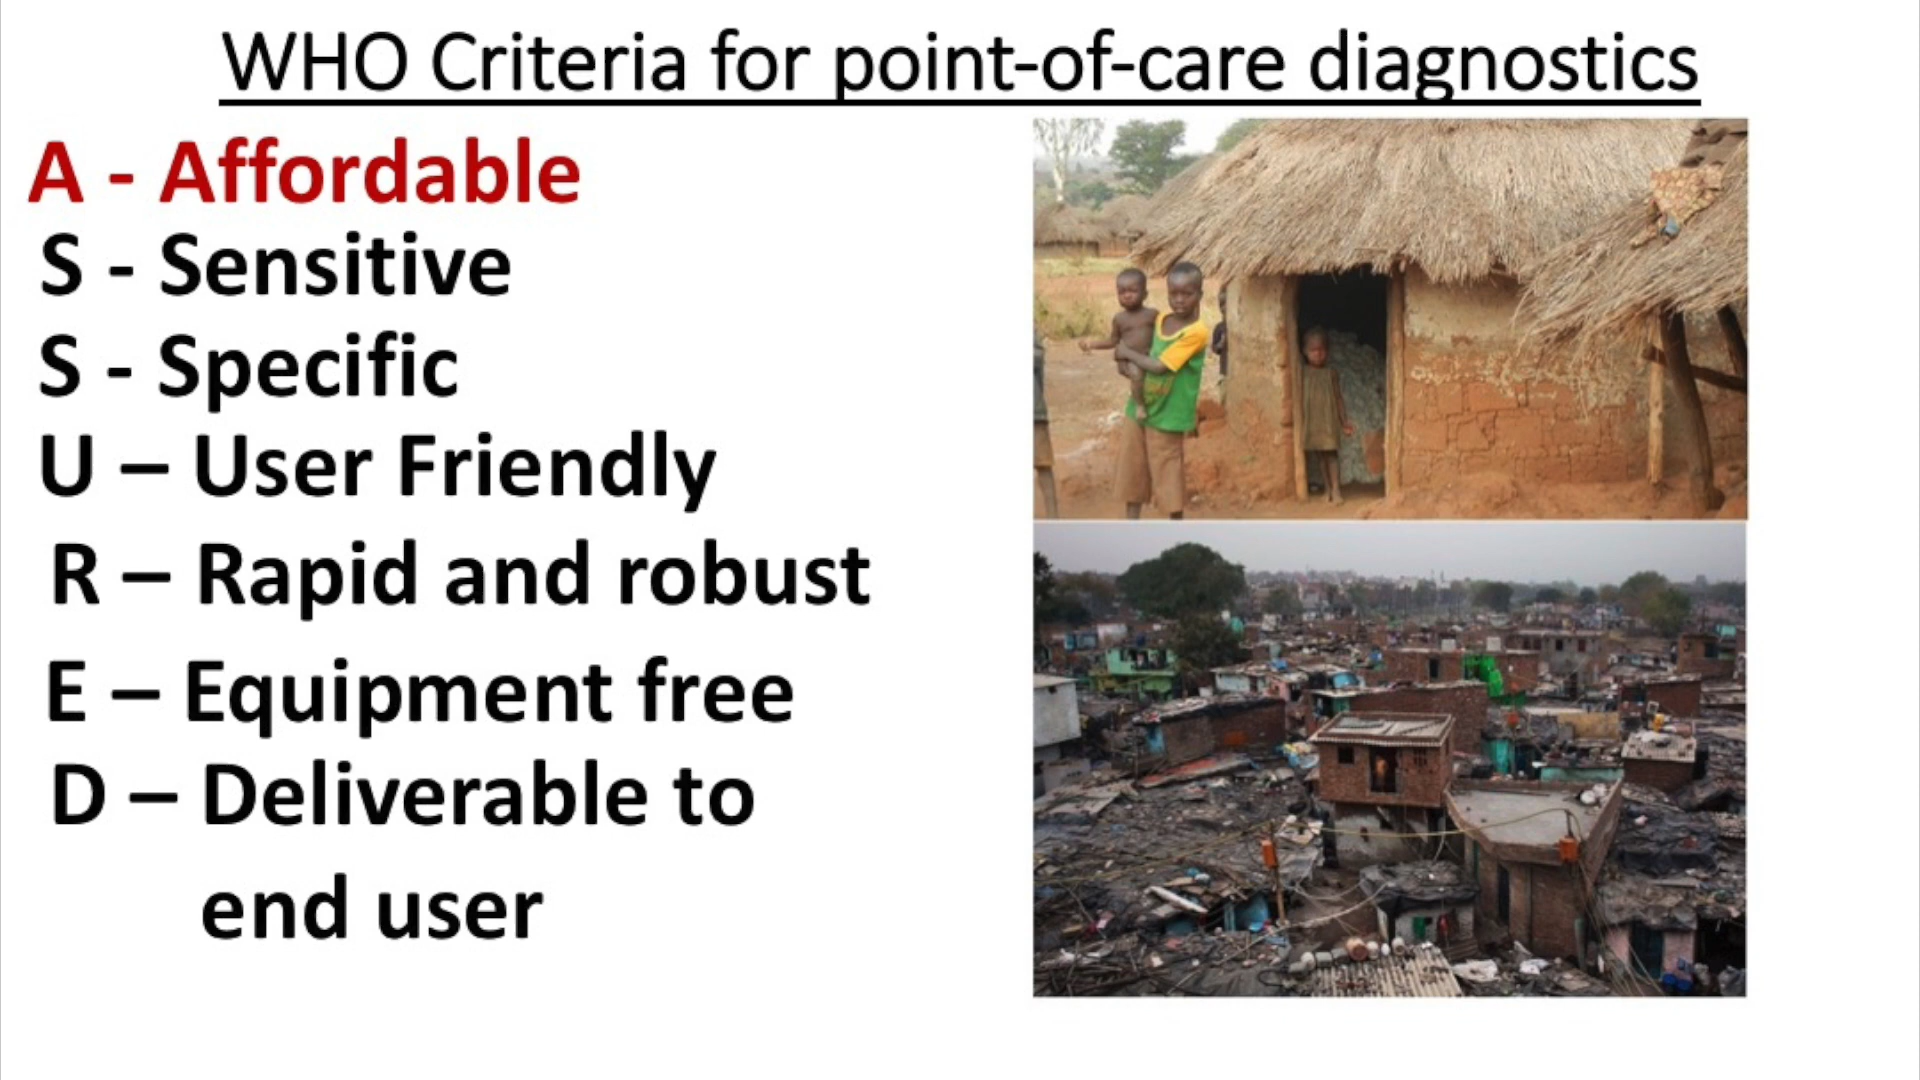 WHO Criteria for point-of-care diagnostics
A - Affordable
S - Sensitive
S - Specific
U – User Friendly
R – Rapid and robust
E – Equipment free
D – Deliverable to
end user